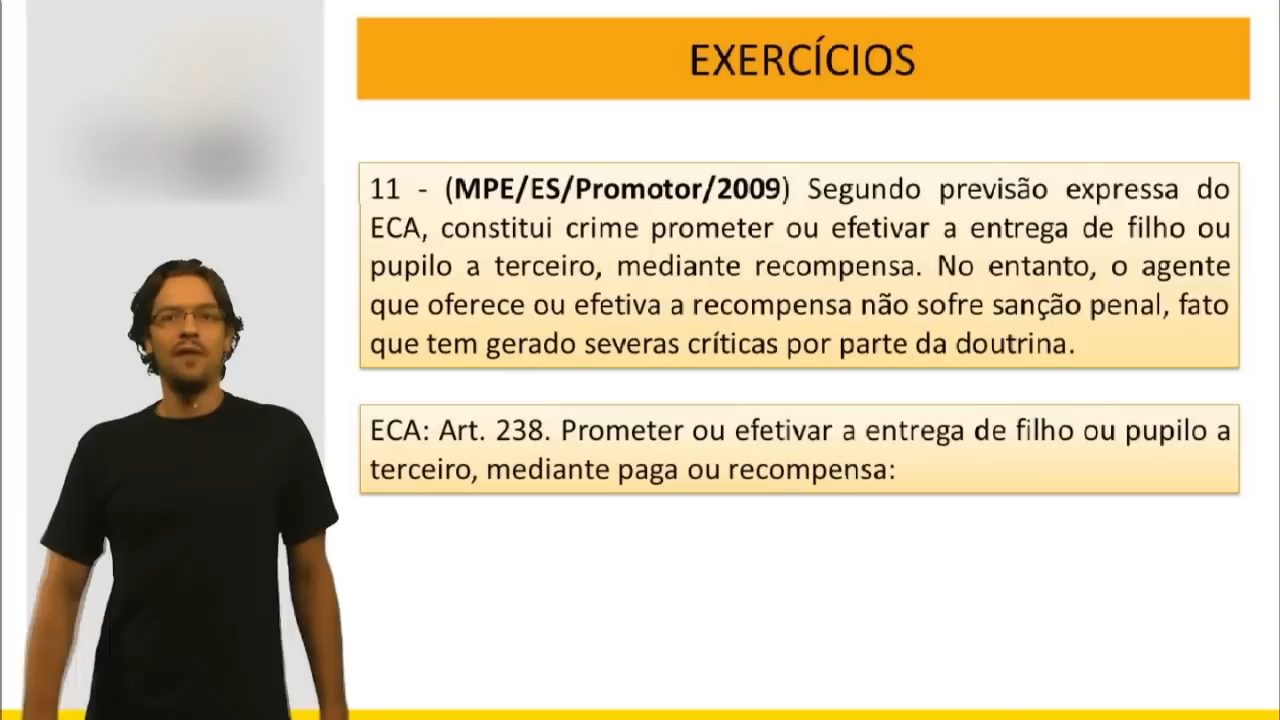 EXERCÍCIOS
11 - (MPE/ES/Promotor/2009) Segundo previsão expressa do
ECA, constitui crime prometer ou efetivar a entrega de filho ou
pupilo a terceiro, mediante recompensa. No entanto, o agente
que oferece ou efetiva a recompensa não sofre sanção penal, fato
que tem gerado severas críticas por parte da doutrina.
ECA: Art. 238. Prometer ou efetivar a entrega de filho ou pupilo a
terceiro, mediante paga ou recompensa: